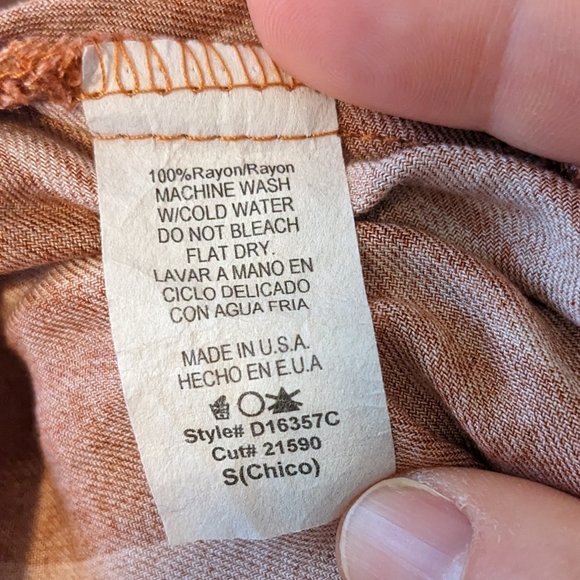 100%Rayon/Rayon
MACHINE WASH
W/COLD WATER
DO NOT BLEACH
FLAT DRY.
LAVAR A MANO EN
CICLO DELICADO
CON AGUA FRIA
MADE IN U.S.A.
HECHO EN E.U.A
Style# D16357C
Cut# 21590
S(Chico)